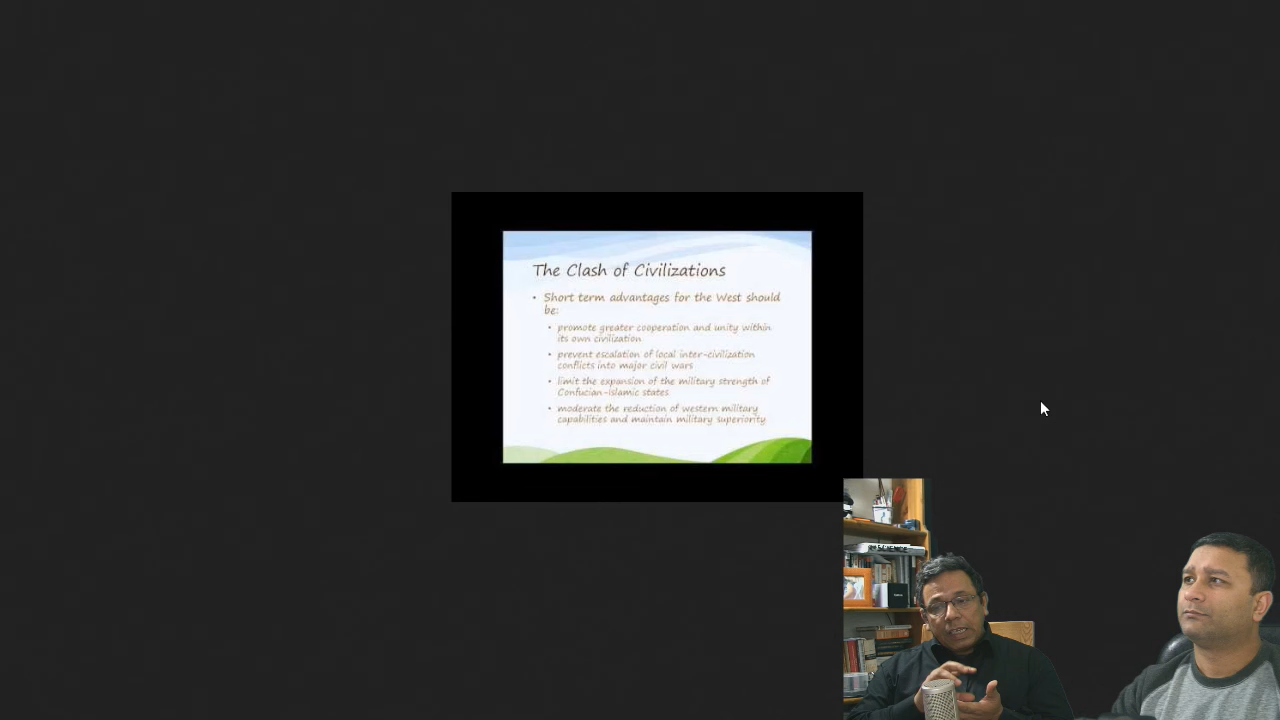 The Clash of Civilizations
• Short term advantages for the West should
be:
• promote greater cooperation and unity within
its own civilization
• prevent escalation of local inter-civilization
conflicts into major civil wars
• limit the expansion of the military strength of
Confucian-Islamic states
• moderate the reduction of western military
capabilities and maintain military superiority
SCIENCE